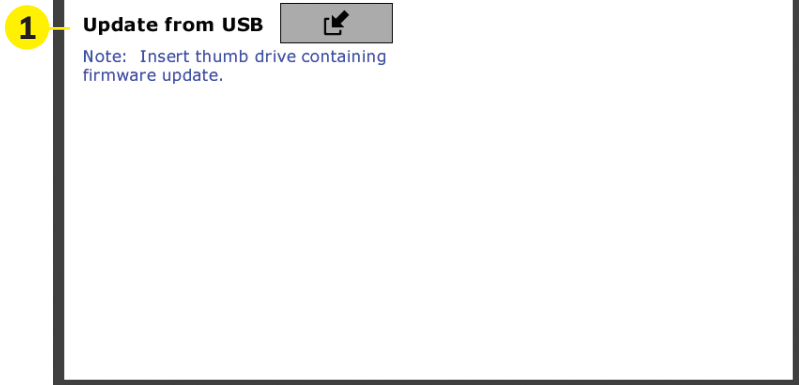 1
Update from USB
Note:  Insert thumb drive containing
firmware update.